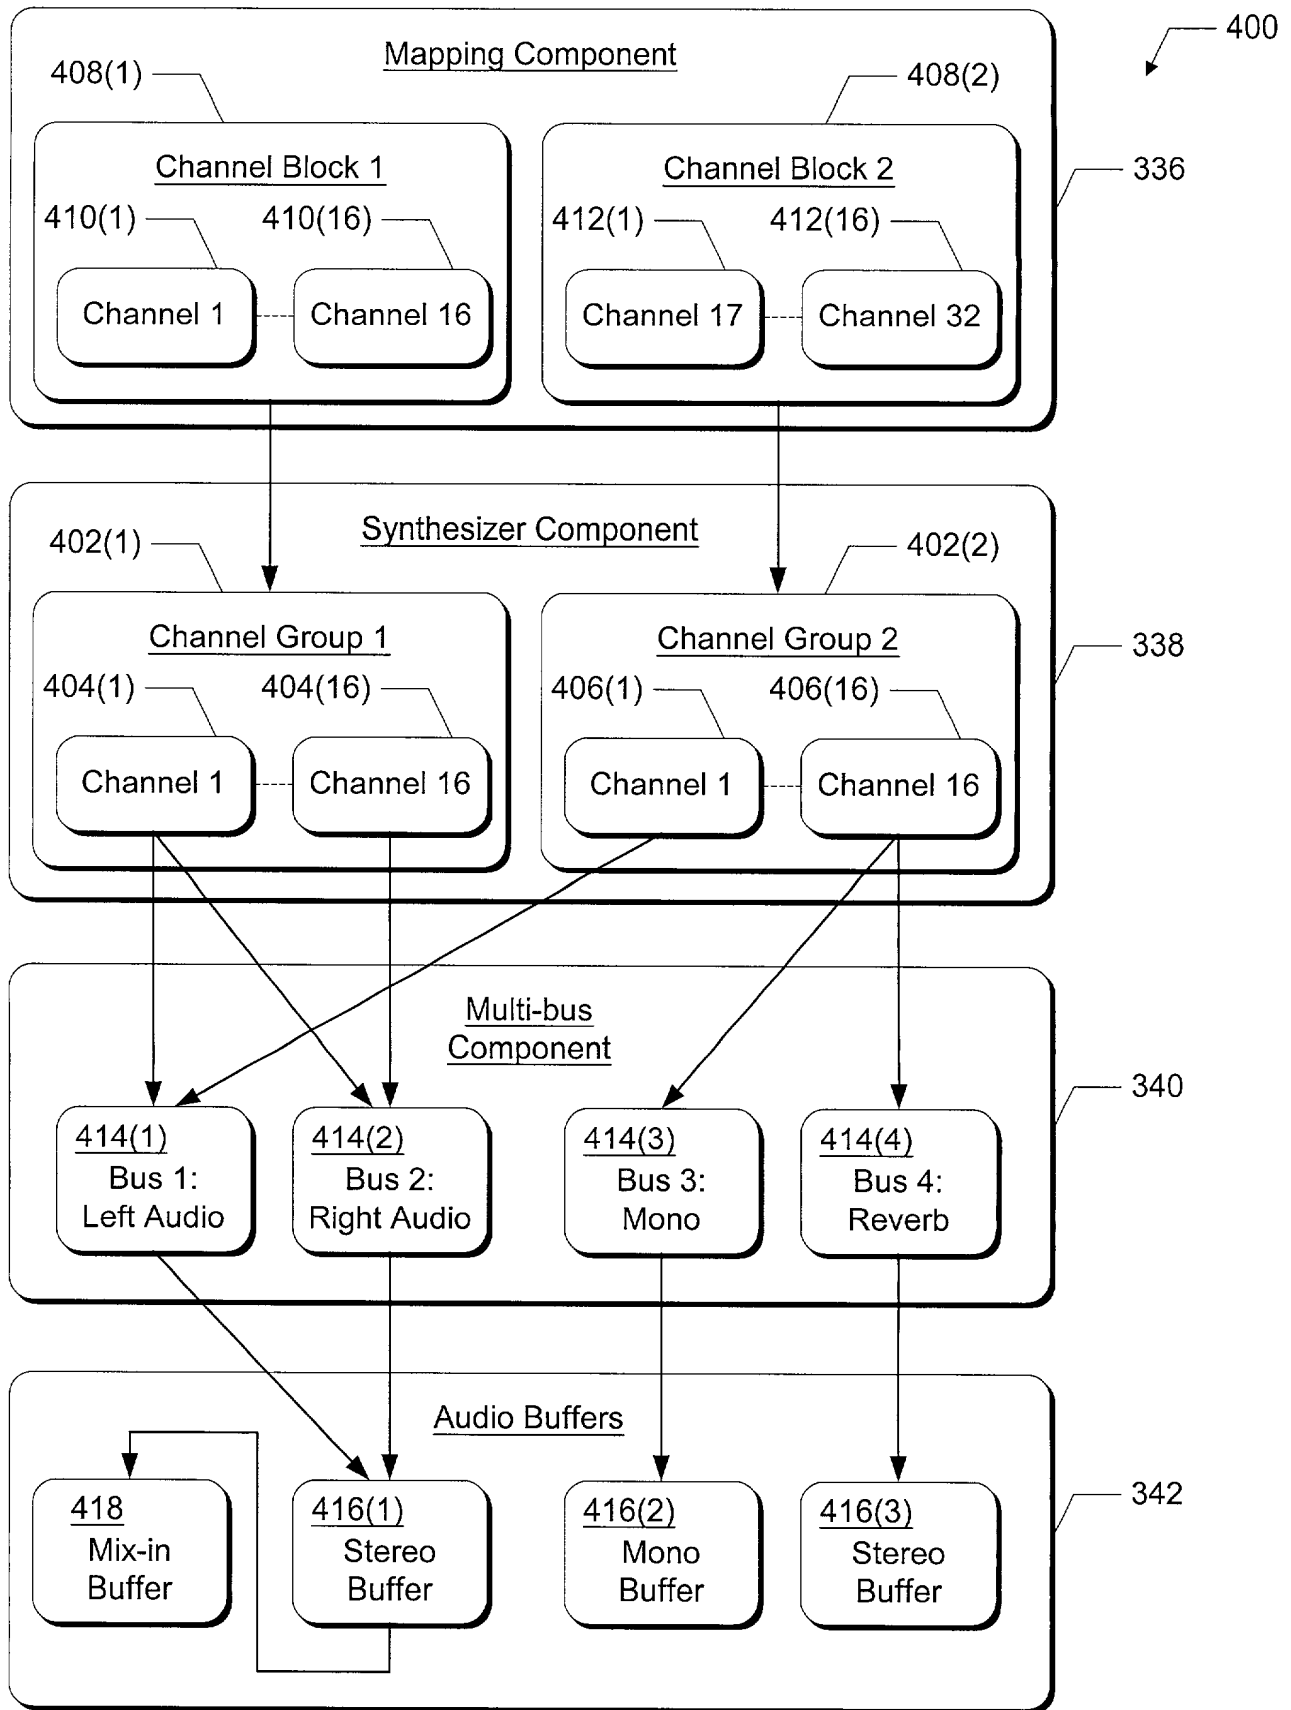 400
Mapping Component
408(1)
408(2)
336
Channel Block 1
Channel Block 2
410(1)
410(16)
412(1)
412(16)
Channel 1
Channel 16
Channel 17
Channel 32
Synthesizer Component
402(1)
402(2)
Channel Group 1
Channel Group 2
338
404(1)
404(16)
406(1)
406(16)
Channel 1
Channel 16
Channel 1
Channel 16
Multi-bus
Component
340
414(1)
Bus 1:
Left Audio
414(2)
Bus 2:
Right Audio
414(3)
Bus 3:
Mono
414(4)
Bus 4:
Reverb
Audio Buffers
342
418
Mix-in
Buffer
416(1)
Stereo
Buffer
416(2)
Mono
Buffer
416(3)
Stereo
Buffer